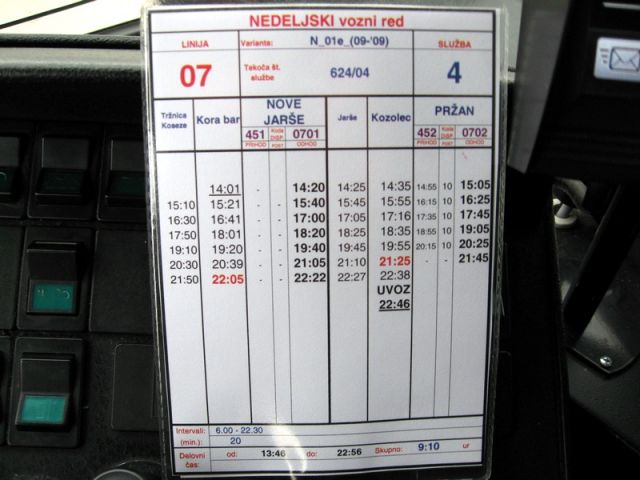 NEDELJSKI vozni red
LINIJA Varianta: N_01e_(09-'09) SLUŽBA
07 Tekoča št. službe 624/04 4
Tržnica Koseze Kora bar NOVE JARŠE Jarše Kozolec PRŽAN
451 Koda DISP. POST 0701 452 Koda DISP. POST 0702
PRIHOD ODHOD PRIHOD ODHOD
14:01 - - 14:20 14:25 14:35 14:55 10 15:05
15:10 15:21 - - 15:40 15:45 15:55 16:15 10 16:25
16:30 16:41 - - 17:00 17:05 17:16 17:35 10 17:45
17:50 18:01 - - 18:20 18:25 18:35 18:55 10 19:05
19:10 19:20 - - 19:40 19:45 19:55 20:15 10 20:25
20:30 20:39 - - 21:05 21:10 21:25 - - 21:45
21:50 22:05 - - 22:22 22:27 22:38
UVOZ
22:46
Intervali: 6.00 - 22.30
(min.): 20
Delovni čas: od: 13:46 do: 22:56 Skupno: 9:10 ur